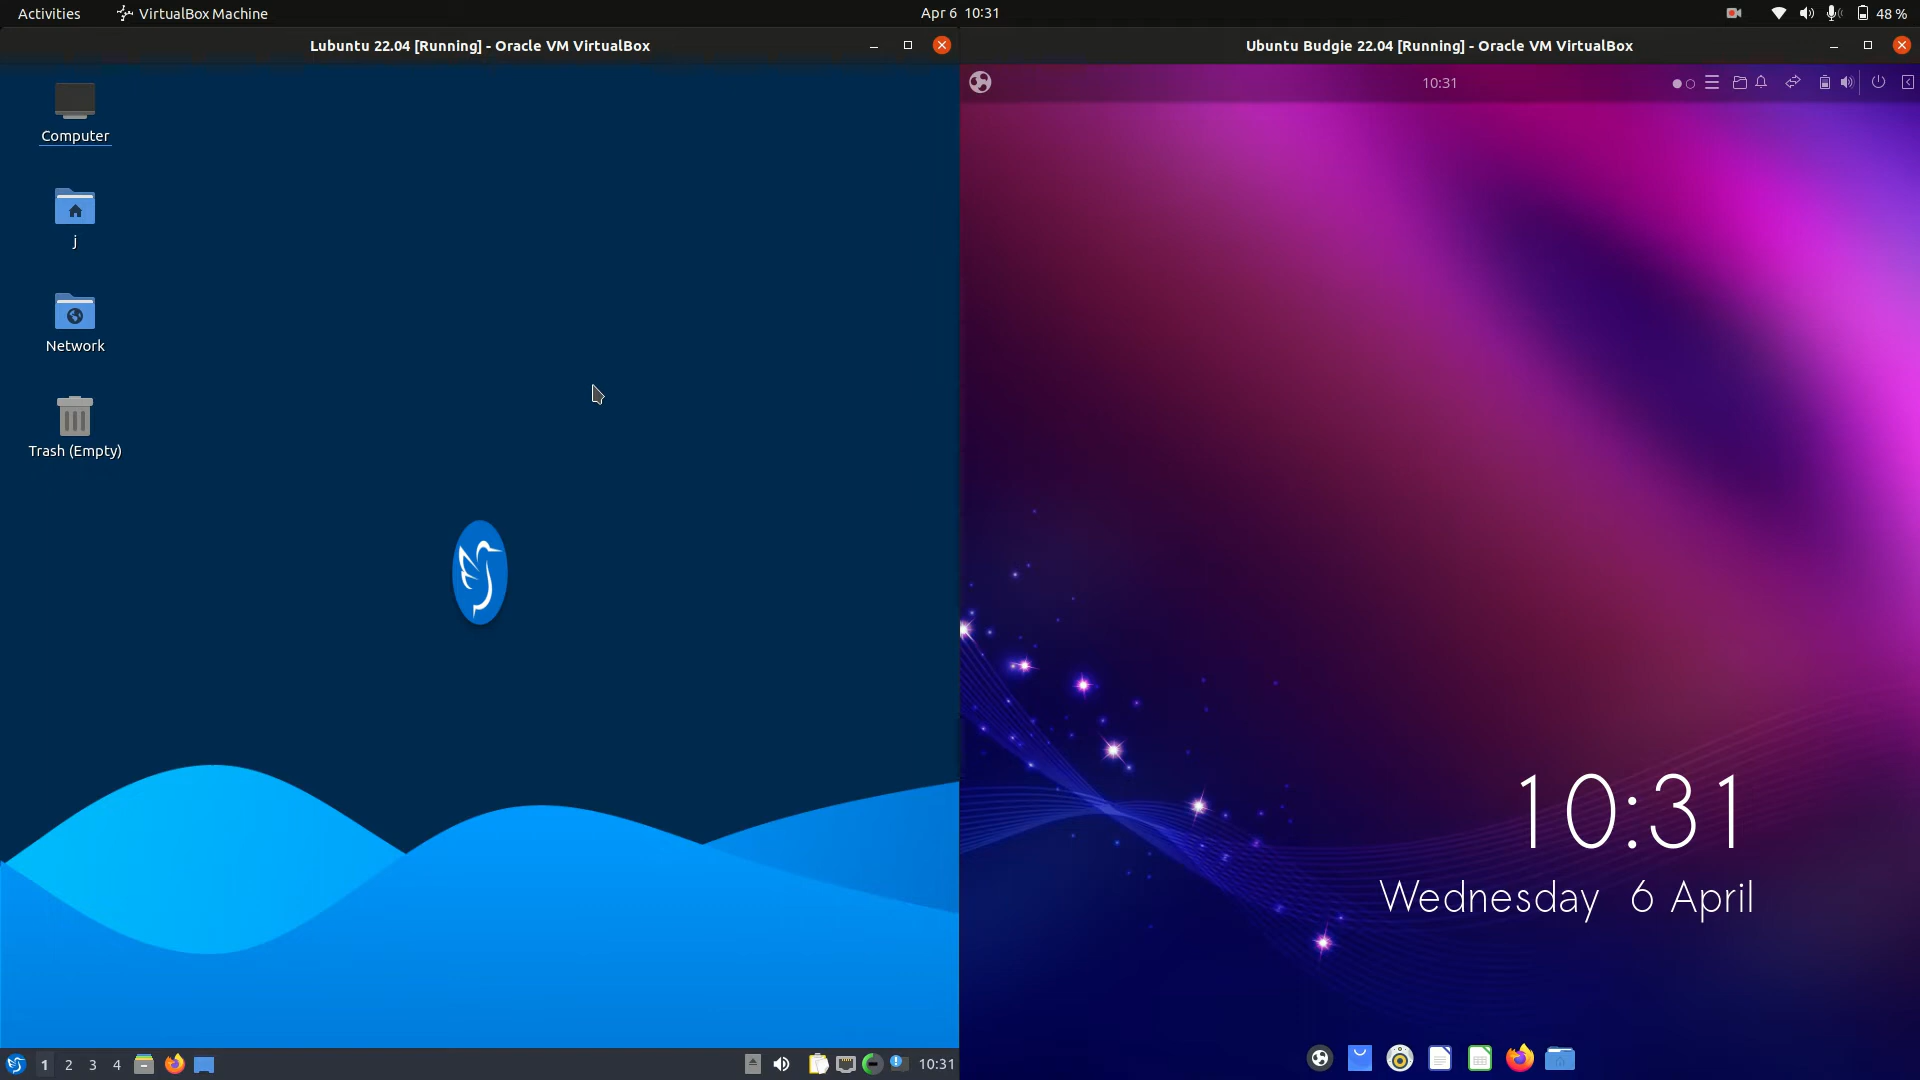 Activities
VirtualBox Machine
Apr 6 10:31
48 %
Lubuntu 22.04 [Running] - Oracle VM VirtualBox
Computer
j
Network
Trash (Empty)
1 2 3 4
10:31
Ubuntu Budgie 22.04 [Running] - Oracle VM VirtualBox
10:31
10:31
Wednesday 6 April